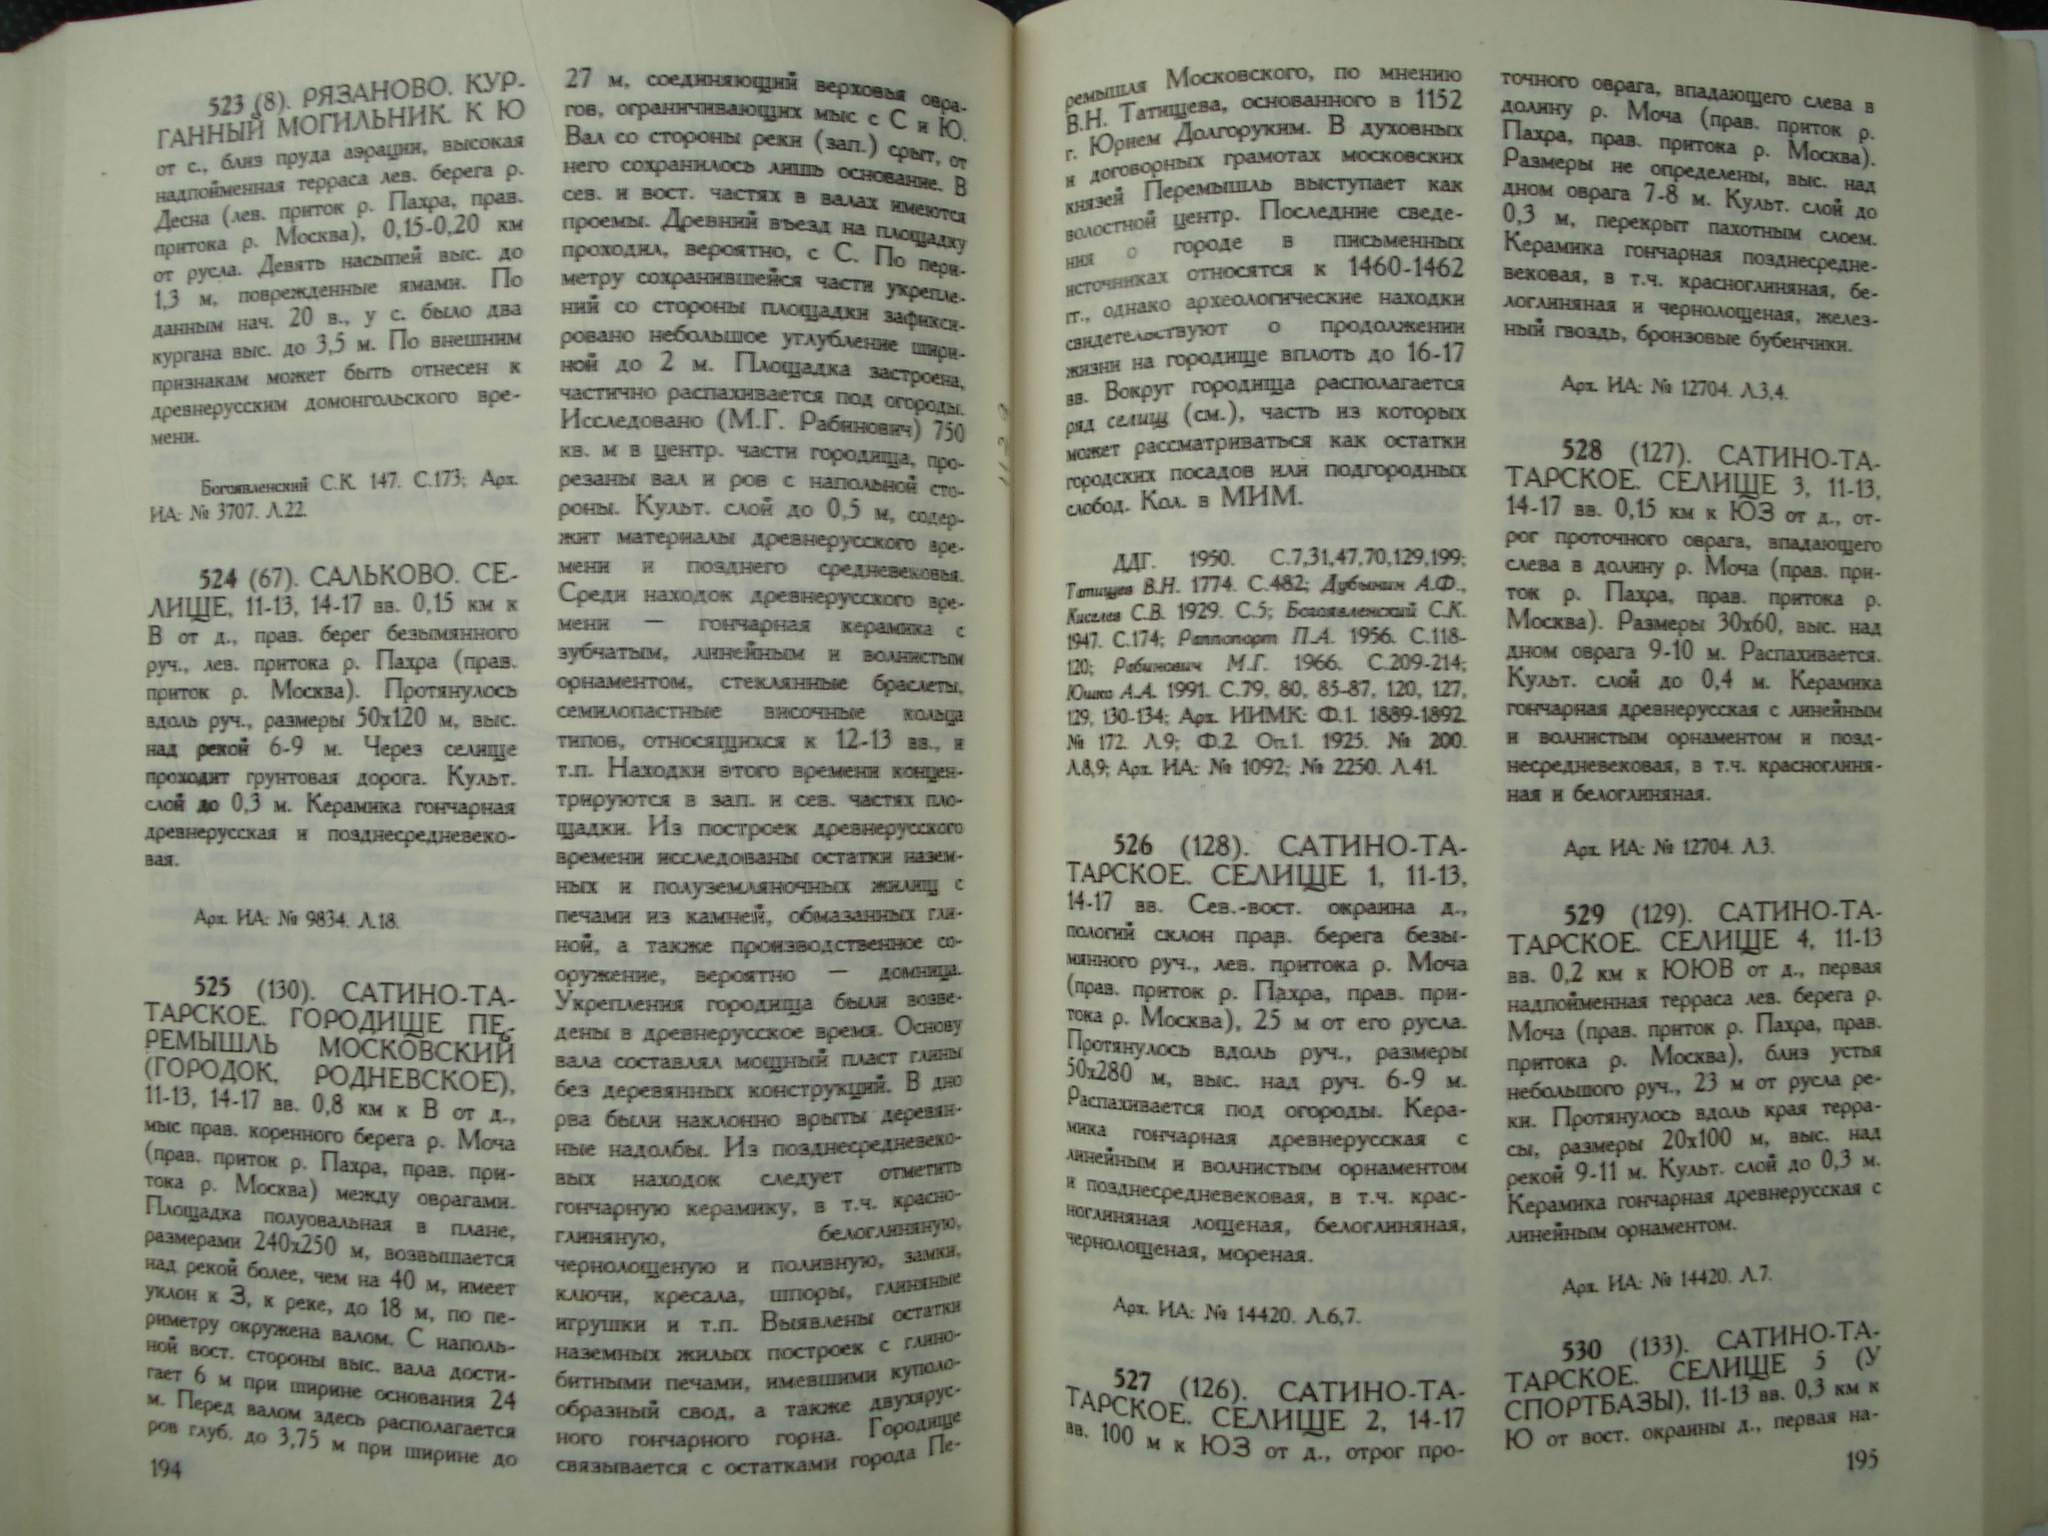 523 (8). РЯЗАНОВО. КУР-
ГАННЫЙ МОГИЛЬНИК. К Ю
от с., близ пруда аэрации, высокая
надпойменная терраса лев. берега р.
Десна (лев. приток р. Пахра, прав.
притока р. Москва), 0,15-0,20 км
от русла. Девять насыпей выс. до
1,3 м, поврежденные ямами. По
данным нач. 20 в., у с. было два
кургана выс. до 3,5 м. По внешним
признакам может быть отнесен к
древнерусским домонгольского вре-
мени.
Богоявленский С.К. 147. С.173; Арх.
ИА: № 3707. Л.22.
524 (67). САЛЬКОВО. СЕ-
ЛИЩЕ, 11-13, 14-17 вв. 0,15 км к
В от д., прав. берег безымянного
руч., лев. притока р. Пахра (прав.
приток р. Москва). Протянулось
вдоль руч., размеры 50х120 м, выс.
над рекой 6-9 м. Через селище
проходит грунтовая дорога. Культ.
слой до 0,3 м. Керамика гончарная
древнерусская и позднесредневеко-
вая.
Арх. ИА: № 9834. Л.18.
525 (130). САТИНО-ТА-
ТАРСКОЕ. ГОРОДИЩЕ ПЕ-
РЕМЫШЛЬ МОСКОВСКИЙ
(ГОРОДОК, РОДНЕВСКОЕ),
11-13, 14-17 вв. 0,8 км к В от д.,
мыс прав. коренного берега р. Моча
(прав. приток р. Пахра, прав. при-
тока р. Москва) между оврагами.
Площадка полуовальная в плане,
размерами 240х250 м, возвышается
над рекой более, чем на 40 м, имеет
уклон к З, к реке, до 18 м, по пе-
риметру окружена валом. С наполь-
ной вост. стороны выс. вала дости-
гает 6 м при ширине основания 24
м. Перед валом здесь располагается
ров глуб. до 3,75 м при ширине до
194
27 м, соединяющий верховья овра-
гов, ограничивающих мыс с С и Ю.
Вал со стороны реки (зап.) срыт, от
него сохранилось лишь основание. В
сев. и вост. частях в валах имеются
проемы. Древний въезд на площадку
проходил, вероятно, с С. По пери-
метру сохранившейся части укрепле-
ний со стороны площадки зафикси-
ровано небольшое углубление шири-
ной до 2 м. Площадка застроена,
частично распахивается под огороды.
Исследовано (М.Г. Рабинович) 750
кв. м в центр. части городища, про-
резаны вал и ров с напольной сто-
роны. Культ. слой до 0,5 м, содер-
жит материалы древнерусского вре-
мени и позднего средневековья.
Среди находок древнерусского вре-
мени — гончарная керамика с
зубчатым, линейным и волнистым
орнаментом, стеклянные браслеты,
семилопастные височные кольца
типов, относящихся к 12-13 вв., и
т.п. Находки этого времени концен-
трируются в зап. и сев. частях пло-
щадки. Из построек древнерусского
времени исследованы остатки назем-
ных и полуземляночных жилищ с
печами из камней, обмазанных гли-
ной, а также производственное со-
оружение, вероятно — домница.
Укрепления городища были возве-
дены в древнерусское время. Основу
вала составлял мощный пласт глины
без деревянных конструкций. В дно
рва были наклонно врыты деревян-
ные надолбы. Из позднесредневеко-
вых находок следует отметить
гончарную керамику, в т.ч. красно-
глиняную, белоглиняную,
чернолощеную и поливную, замки,
ключи, кресала, шпоры, глиняные
игрушки и т.п. Выявлены остатки
наземных жилых построек с глино-
битными печами, имевшими куполо-
образный свод, а также двухярус-
ного гончарного горна. Городище
связывается с остатками города Пе-
ремышля Московского, по мнению
В.Н. Татищева, основанного в 1152
г. Юрием Долгоруким. В духовных
и договорных грамотах московских
князей Перемышль выступает как
волостной центр. Последние сведе-
ния о городе в письменных
источниках относятся к 1460-1462
гг., однако археологические находки
свидетельствуют о продолжении
жизни на городище вплоть до 16-17
вв. Вокруг городища располагается
ряд селищ (см.), часть из которых
может рассматриваться как остатки
городских посадов или подгородных
слобод. Кол. в МИМ.
ДДГ. 1950. С.7,31,47,70,129,199;
Татищев В.Н. 1774. С.482; Дубынин А.Ф.,
Киселев С.В. 1929. С.5; Богоявленский С.К.
1947. С.174; Раппопорт П.А. 1956. С.118-
120; Рабинович М.Г. 1966. С.209-214;
Юшко А.А. 1991. С.79, 80, 85-87, 120, 127,
129, 130-134; Арх. ИИМК: Ф.1. 1889-1892.
№ 172. Л.9; Ф.2. Оп.1. 1925. № 200.
Л.8,9; Арх. ИА: № 1092; № 2250. Л.41.
526 (128). САТИНО-ТА-
ТАРСКОЕ. СЕЛИЩЕ 1, 11-13,
14-17 вв. Сев.-вост. окраина д.,
пологий склон прав. берега безы-
мянного руч., лев. притока р. Моча
(прав. приток р. Пахра, прав. при-
тока р. Москва), 25 м от его русла.
Протянулось вдоль руч., размеры
50х280 м, выс. над руч. 6-9 м.
Распахивается под огороды. Кера-
мика гончарная древнерусская с
линейным и волнистым орнаментом
и позднесредневековая, в т.ч. крас-
ноглиняная лощеная, белоглиняная,
чернолощеная, мореная.
Арх. ИА: № 14420. Л.6,7.
527 (126). САТИНО-ТА-
ТАРСКОЕ. СЕЛИЩЕ 2, 14-17
вв. 100 м к ЮЗ от д., отрог про-
точного оврага, впадающего слева в
долину р. Моча (прав. приток р.
Пахра, прав. притока р. Москва).
Размеры не определены, выс. над
дном оврага 7-8 м. Культ. слой до
0,3 м, перекрыт пахотным слоем.
Керамика гончарная позднесредне-
вековая, в т.ч. красноглиняная, бе-
логлиняная и чернолощеная, желез-
ный гвоздь, бронзовые бубенчики.
Арх. ИА: № 12704. Л.3,4.
528 (127). САТИНО-ТА-
ТАРСКОЕ. СЕЛИЩЕ 3, 11-13,
14-17 вв. 0,15 км к ЮЗ от д., от-
рог проточного оврага, впадающего
слева в долину р. Моча (прав. при-
ток р. Пахра, прав. притока р.
Москва). Размеры 30х60, выс. над
дном оврага 9-10 м. Распахивается.
Культ. слой до 0,4 м. Керамика
гончарная древнерусская с линейным
и волнистым орнаментом и позд-
несредневековая, в т.ч. красноглиня-
ная и белоглиняная.
Арх. ИА: № 12704. Л.3.
529 (129). САТИНО-ТА-
ТАРСКОЕ. СЕЛИЩЕ 4, 11-13
вв. 0,2 км к ЮЮВ от д., первая
надпойменная терраса лев. берега р.
Моча (прав. приток р. Пахра, прав.
притока р. Москва), близ устья
небольшого руч., 23 м от русла ре-
ки. Протянулось вдоль края терра-
сы, размеры 20х100 м, выс. над
рекой 9-11 м. Культ. слой до 0,3 м.
Керамика гончарная древнерусская с
линейным орнаментом.
Арх. ИА: № 14420. Л.7.
530 (133). САТИНО-ТА-
ТАРСКОЕ. СЕЛИЩЕ 5 (У
СПОРТБАЗЫ), 11-13 вв. 0,3 км к
Ю от вост. окраины д., первая на-
195